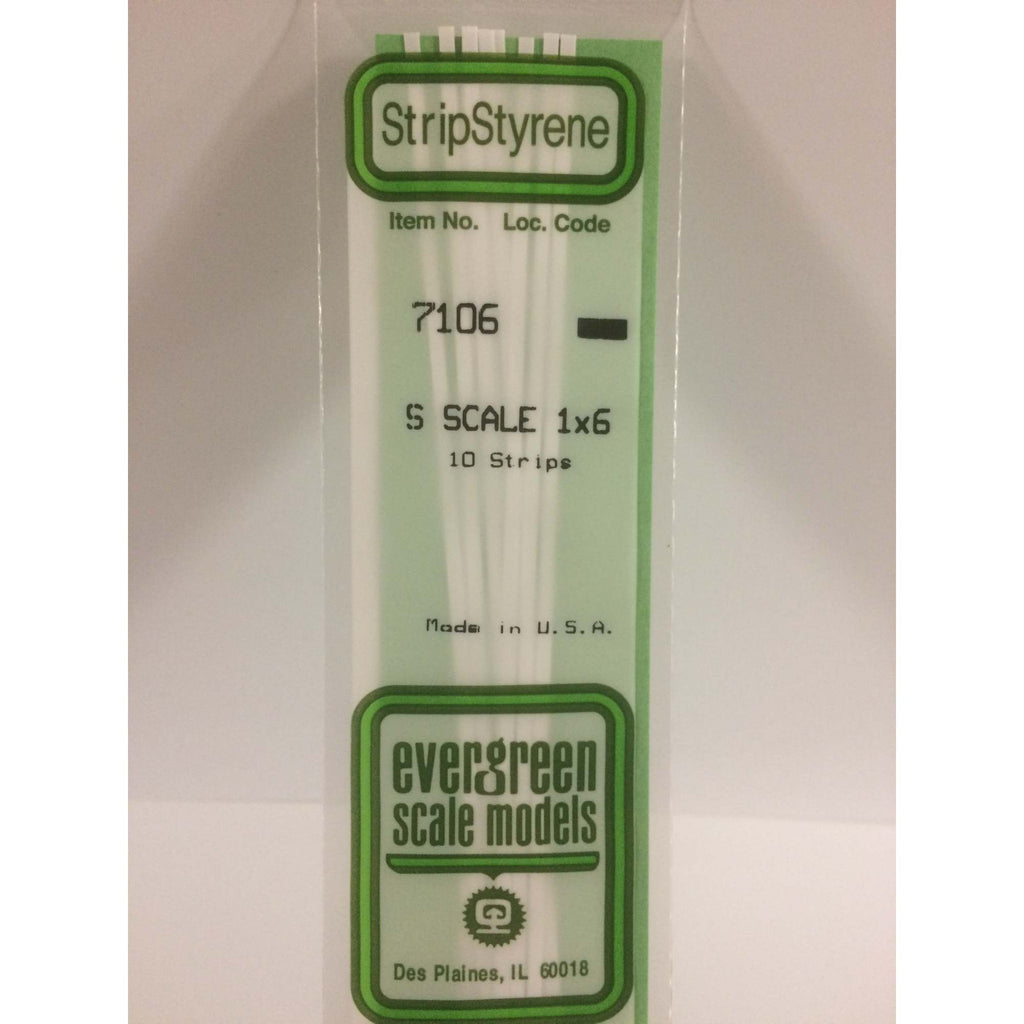 StripStyrene
Item No. Loc. Code
7106
S SCALE 1x6
10 Strips
Made in U.S.A.
evergreen
scale models
Des Plaines, IL 60018